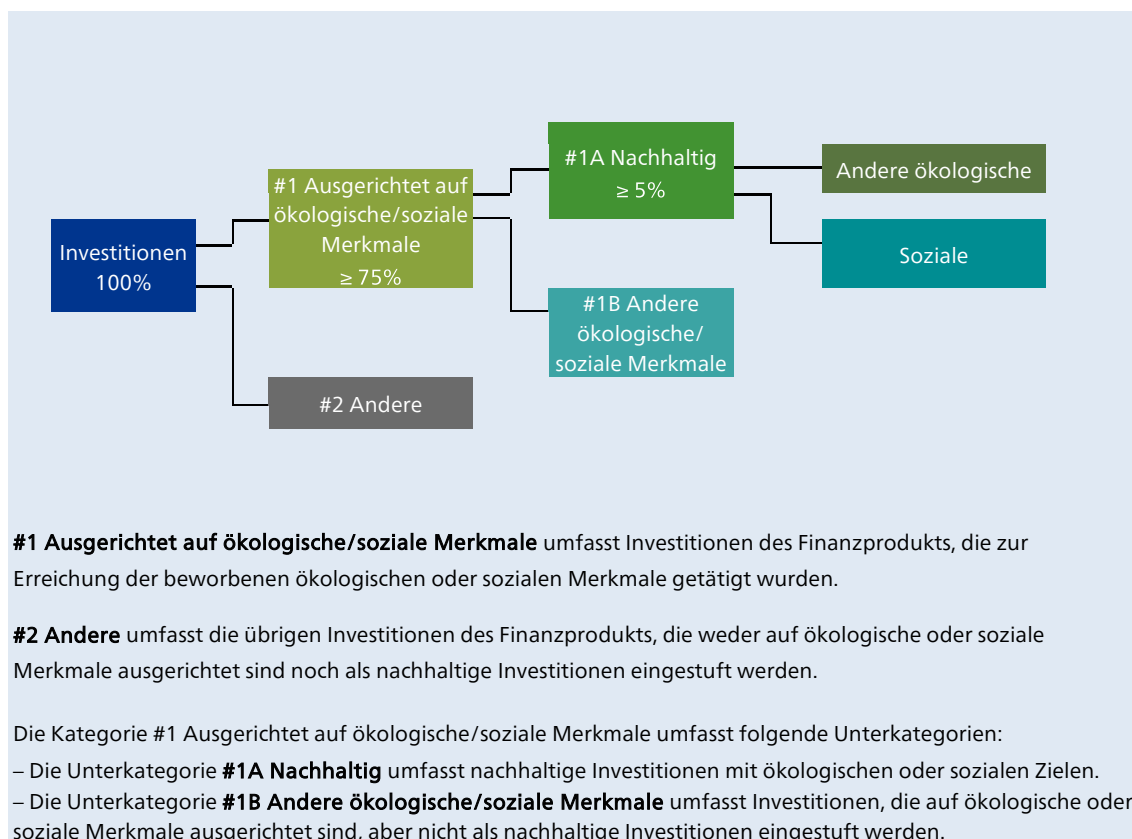 Investitionen
100%
#1 Ausgerichtet auf
ökologische/soziale
Merkmale
≥ 75%
#2 Andere
#1A Nachhaltig
≥ 5%
#1B Andere
ökologische/
soziale Merkmale
Andere ökologische
Soziale
#1 Ausgerichtet auf ökologische/soziale Merkmale umfasst Investitionen des Finanzprodukts, die zur
Erreichung der beworbenen ökologischen oder sozialen Merkmale getätigt wurden.
#2 Andere umfasst die übrigen Investitionen des Finanzprodukts, die weder auf ökologische oder soziale
Merkmale ausgerichtet sind noch als nachhaltige Investitionen eingestuft werden.
Die Kategorie #1 Ausgerichtet auf ökologische/soziale Merkmale umfasst folgende Unterkategorien:
– Die Unterkategorie #1A Nachhaltig umfasst nachhaltige Investitionen mit ökologischen oder sozialen Zielen.
– Die Unterkategorie #1B Andere ökologische/soziale Merkmale umfasst Investitionen, die auf ökologische oder
soziale Merkmale ausgerichtet sind, aber nicht als nachhaltige Investitionen eingestuft werden.